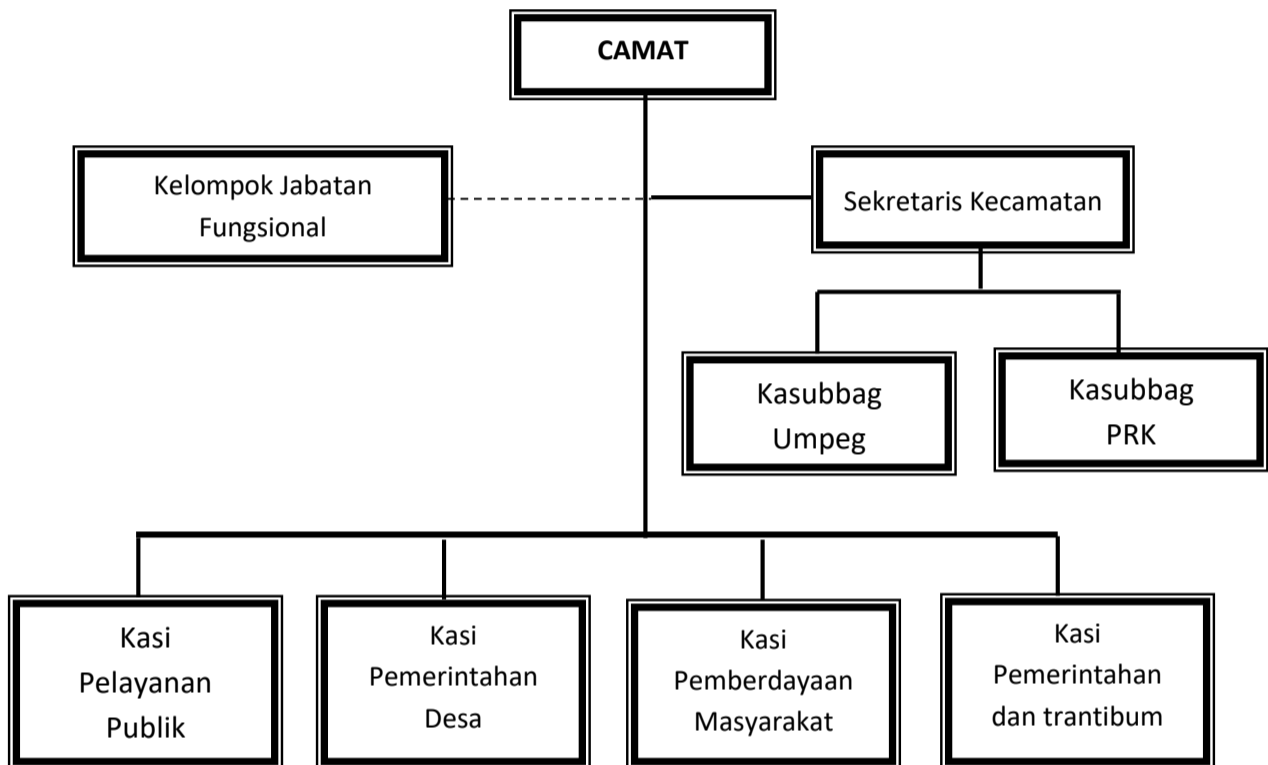 CAMAT
Kelompok Jabatan
Fungsional
Sekretaris Kecamatan
Kasubbag
Umpeg
Kasubbag
PRK
Kasi
Pelayanan
Publik
Kasi
Pemerintahan
Desa
Kasi
Pemberdayaan
Masyarakat
Kasi
Pemerintahan
dan trantibum